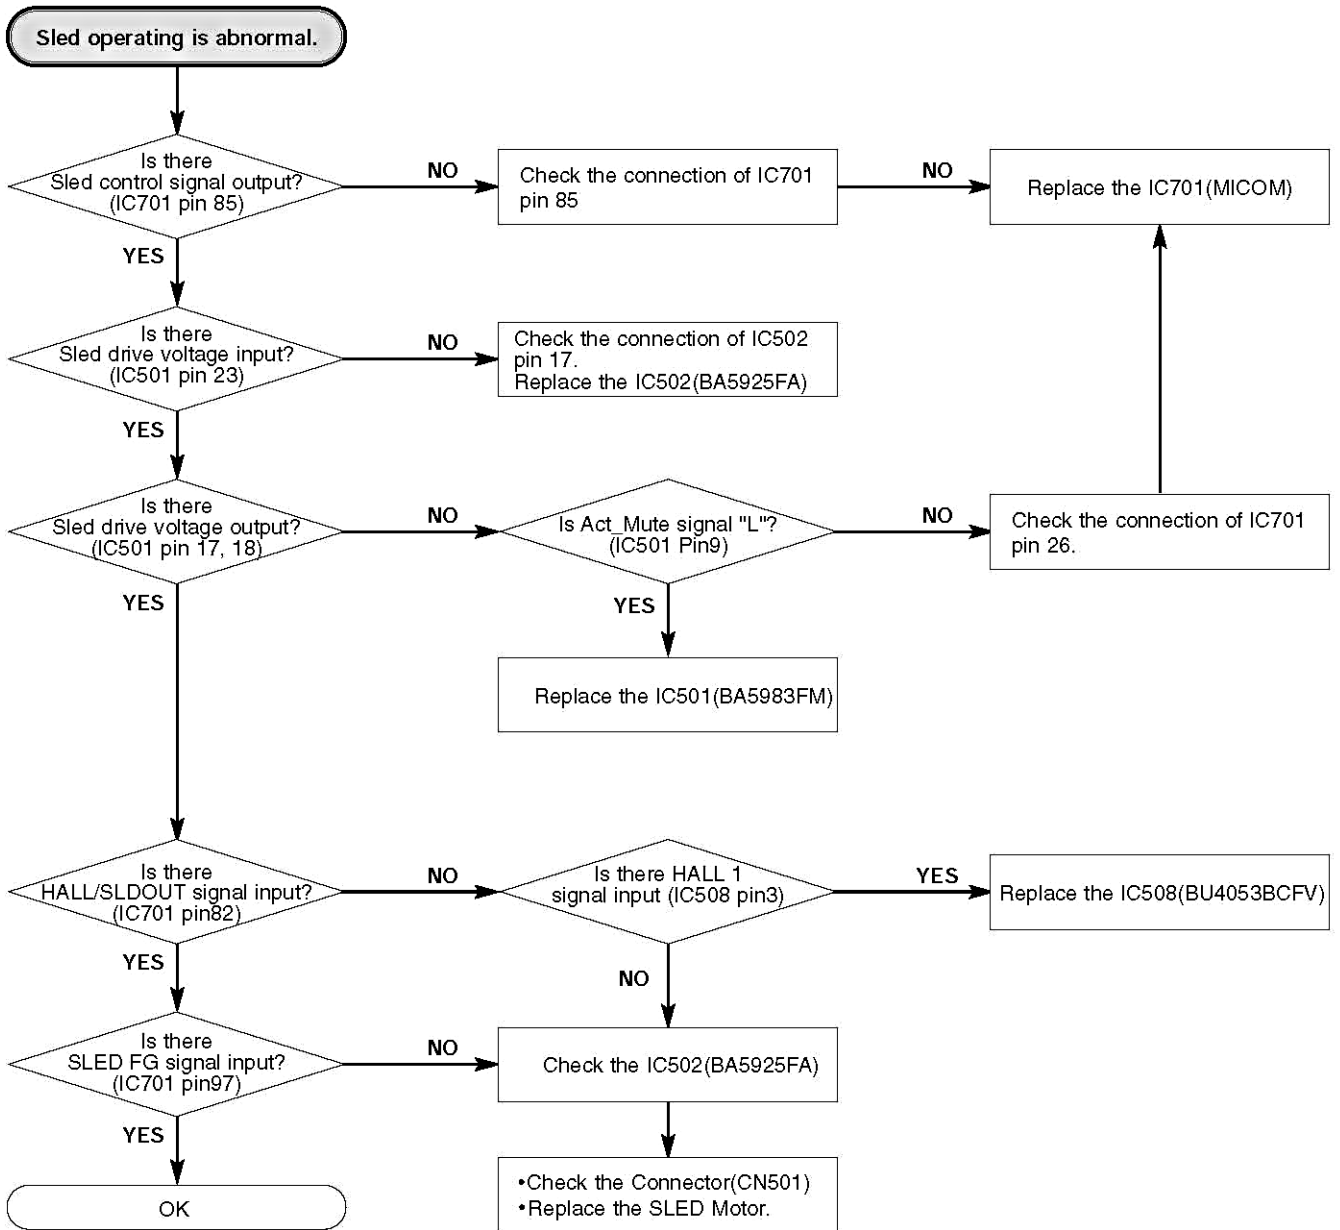 Sled operating is abnormal.
Is there
Sled control signal output?
(IC701 pin 85)
NO
Check the connection of IC701
pin 85
NO
Replace the IC701(MICOM)
YES
Is there
Sled drive voltage input?
(IC501 pin 23)
NO
Check the connection of IC502
pin 17.
Replace the IC502(BA5925FA)
YES
Is there
Sled drive voltage output?
(IC501 pin 17, 18)
NO
Is Act_Mute signal "L"?
(IC501 Pin9)
NO
Check the connection of IC701
pin 26.
YES
YES
Replace the IC501(BA5983FM)
Is there
HALL/SLDOUT signal input?
(IC701 pin82)
NO
Is there HALL 1
signal input (IC508 pin3)
YES
Replace the IC508(BU4053BCFV)
YES
NO
Is there
SLED FG signal input?
(IC701 pin97)
NO
Check the IC502(BA5925FA)
YES
OK
•Check the Connector(CN501)
•Replace the SLED Motor.